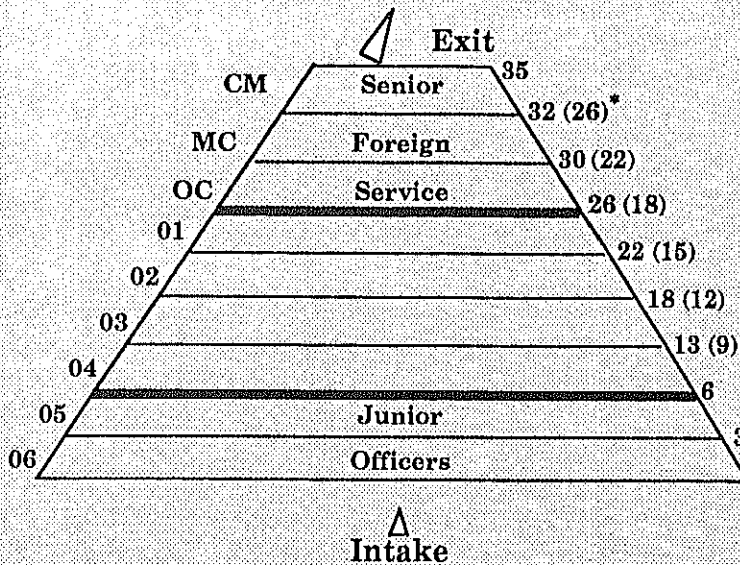 Exit
35
CM
Senior
32 (26)*
MC
Foreign
30 (22)
OC
Service
26 (18)
01
22 (15)
02
18 (12)
03
13 (9)
04
6
05
Junior
3
06
Officers
Intake